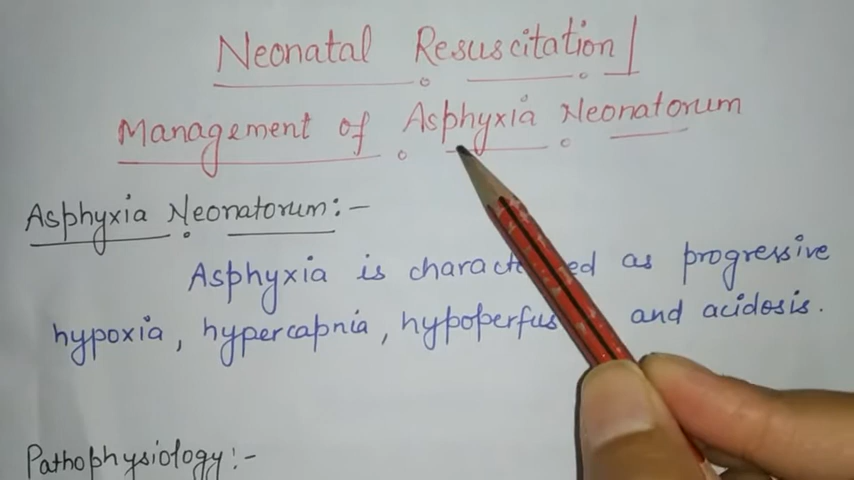 Neonatal Resuscitation|
Management of Asphyxia Neonatorum
Asphyxia Neonatorum:-
Asphyxia is as progressive
hypoxia, hypercapnia, and acidosis.
Pathophysiology:-